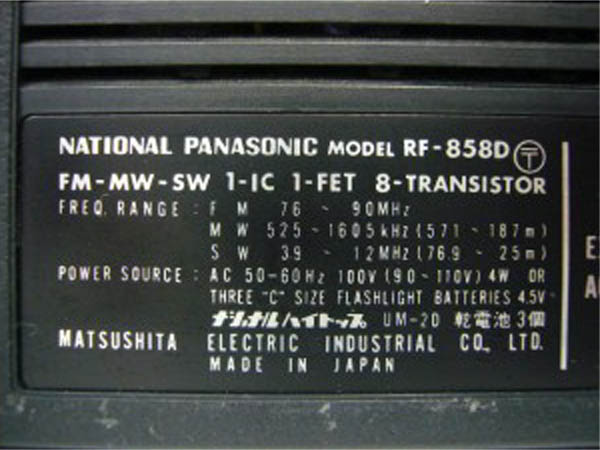 NATIONAL PANASONIC MODEL RF-858D 〒
FM-MW-SW 1-IC 1-FET 8-TRANSISTOR
FREQ. RANGE : F M 76 ~ 90MHz
M W 525 ~ 1605kHz (571 ~ 187m)
S W 3.9 ~ 12MHz (76.9 ~ 25m)
POWER SOURCE : AC 50-60Hz 100V (90 ~ 110V) 4W OR
THREE "C" SIZE FLASHLIGHT BATTERIES 4.5V
ナショナルハイトップ UM-2D 乾電池3個
MATSUSHITA ELECTRIC INDUSTRIAL CO., LTD.
MADE IN JAPAN